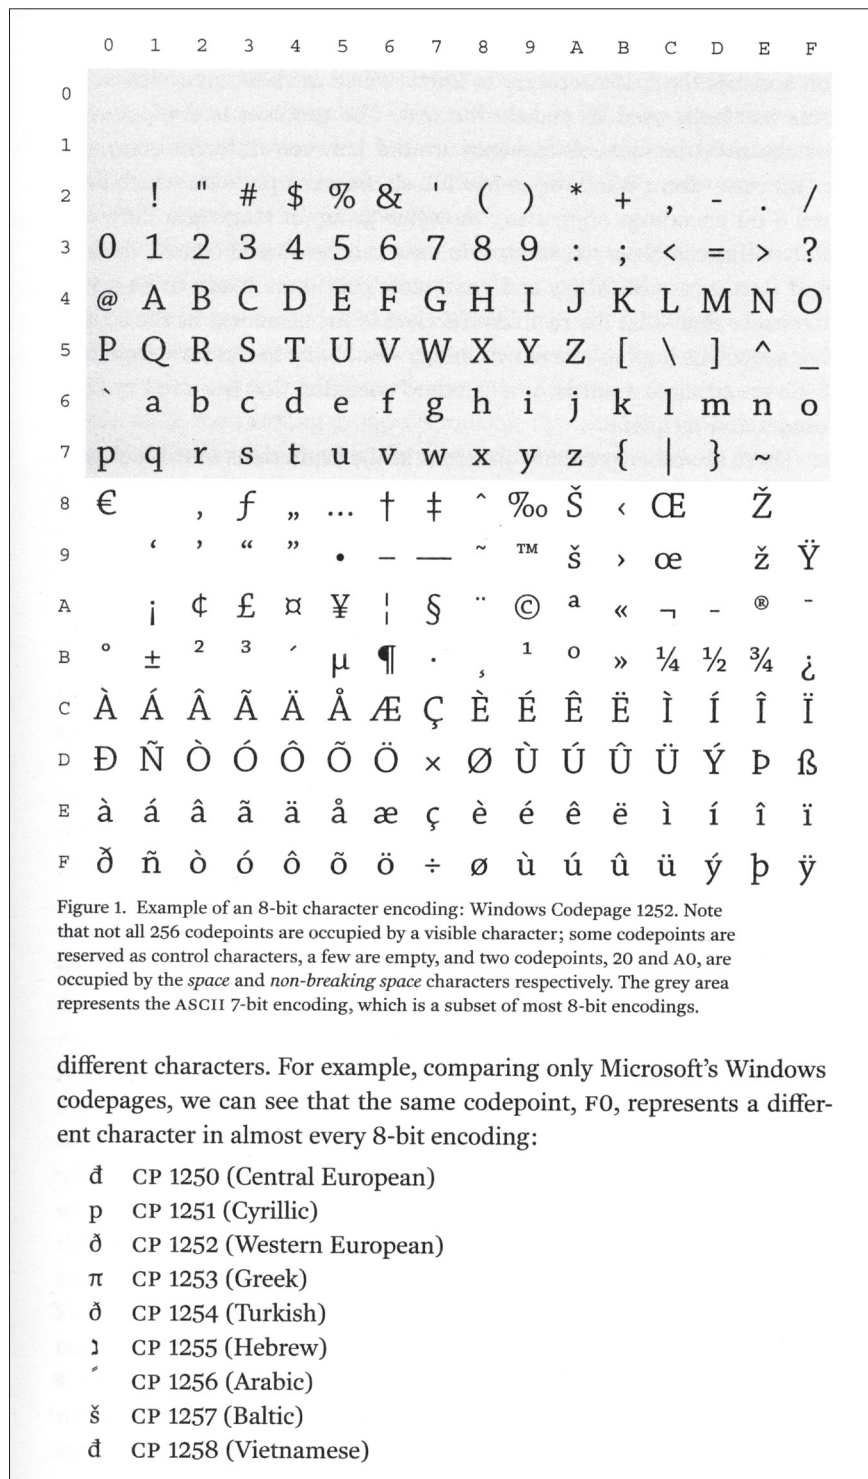 0 1 2 3 4 5 6 7 8 9 A B C D E F
0
1
2 ! " # $ % & ' ( ) * + , - . /
3 0 1 2 3 4 5 6 7 8 9 : ; < = > ?
4 @ A B C D E F G H I J K L M N O
5 P Q R S T U V W X Y Z [ \ ] ^ _
6 ` a b c d e f g h i j k l m n o
7 p q r s t u v w x y z { | } ~
8 € ‚ ƒ „ … † ‡ ˆ ‰ Š ‹ Œ Ž
9 ‘ ’ “ ” • – — ˜ ™ š › œ ž Ÿ
A ¡ ¢ £ ¤ ¥ ¦ § ¨ © ª « ¬ - ® ¯
B ° ± ² ³ ´ µ ¶ · ¸ ¹ º » ¼ ½ ¾ ¿
C À Á Â Ã Ä Å Æ Ç È É Ê Ë Ì Í Î Ï
D Ð Ñ Ò Ó Ô Õ Ö × Ø Ù Ú Û Ü Ý Þ ß
E à á â ã ä å æ ç è é ê ë ì í î ï
F ð ñ ò ó ô õ ö ÷ ø ù ú û ü ý þ ÿ
Figure 1. Example of an 8-bit character encoding: Windows Codepage 1252. Note
that not all 256 codepoints are occupied by a visible character; some codepoints are
reserved as control characters, a few are empty, and two codepoints, 20 and A0, are
occupied by the space and non-breaking space characters respectively. The grey area
represents the ASCII 7-bit encoding, which is a subset of most 8-bit encodings.
different characters. For example, comparing only Microsoft’s Windows
codepages, we can see that the same codepoint, F0, represents a differ-
ent character in almost every 8-bit encoding:
đ CP 1250 (Central European)
р CP 1251 (Cyrillic)
ð CP 1252 (Western European)
π CP 1253 (Greek)
ğ CP 1254 (Turkish)
נ CP 1255 (Hebrew)
ً CP 1256 (Arabic)
š CP 1257 (Baltic)
đ CP 1258 (Vietnamese)